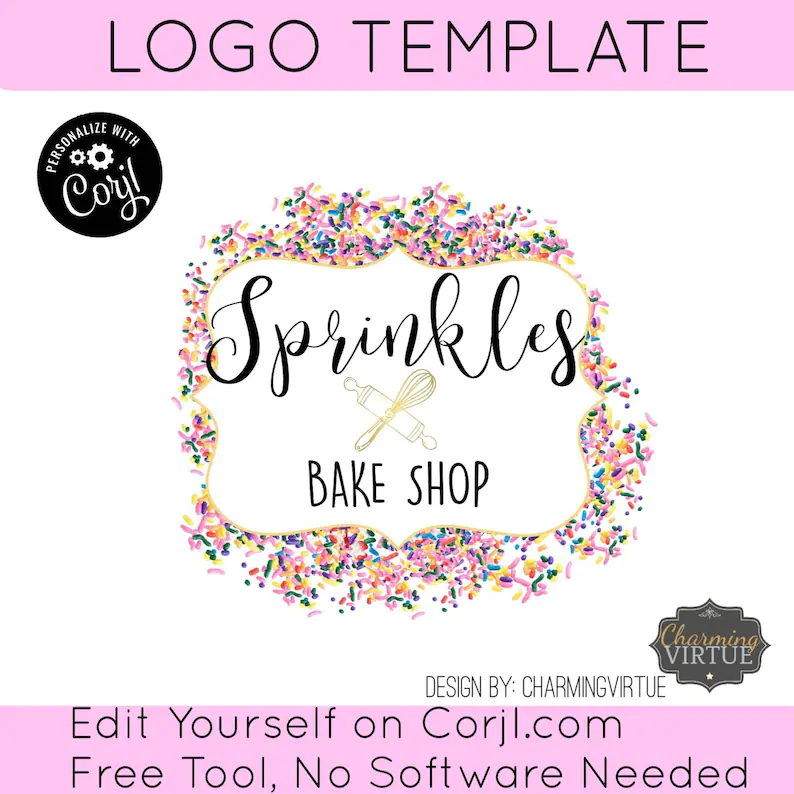 LOGO TEMPLATE
PERSONALIZE WITH
Corjl
Sprinkles
BAKE SHOP
Charming
VIRTUE
DESIGN BY: CHARMINGVIRTUE
Edit Yourself on Corjl.com
Free Tool, No Software Needed